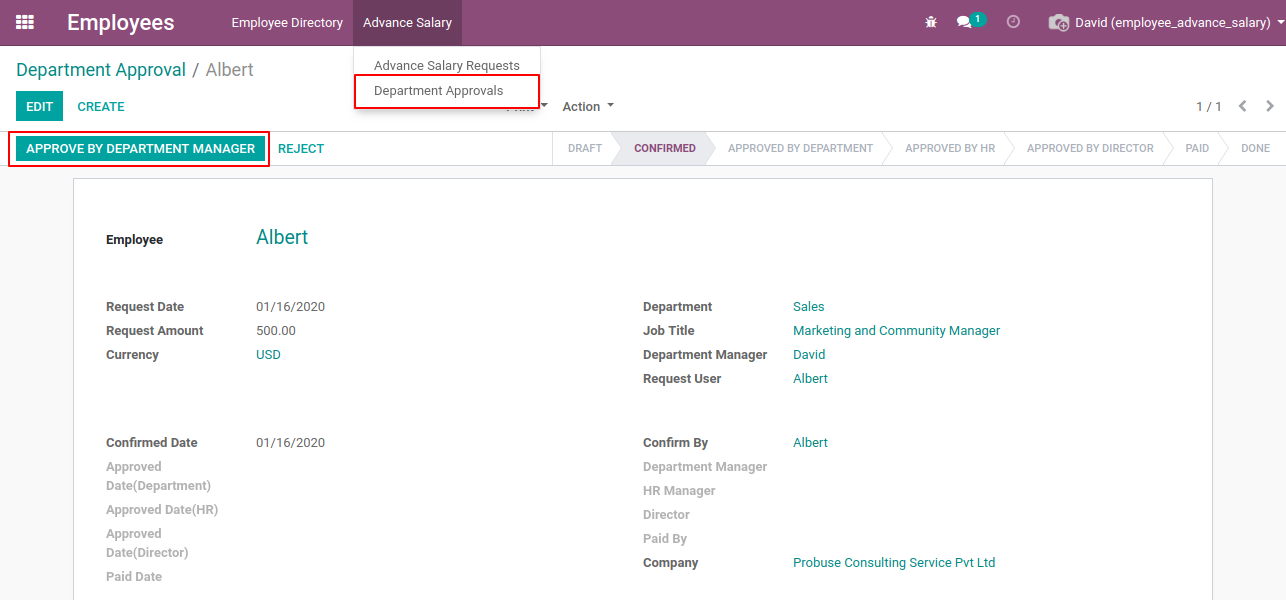 Employees Employee Directory Advance Salary 1 David (employee_advance_salary)
Department Approval / Albert
Advance Salary Requests
Department Approvals
EDIT CREATE Action 1 / 1
APPROVE BY DEPARTMENT MANAGER REJECT DRAFT CONFIRMED APPROVED BY DEPARTMENT APPROVED BY HR APPROVED BY DIRECTOR PAID DONE
Employee Albert
Request Date 01/16/2020 Department Sales
Request Amount 500.00 Job Title Marketing and Community Manager
Currency USD Department Manager David
Request User Albert
Confirmed Date 01/16/2020 Confirm By Albert
Approved Department Manager
Date(Department)
HR Manager
Approved Date(HR)
Director
Approved
Paid By
Date(Director)
Company Probuse Consulting Service Pvt Ltd
Paid Date